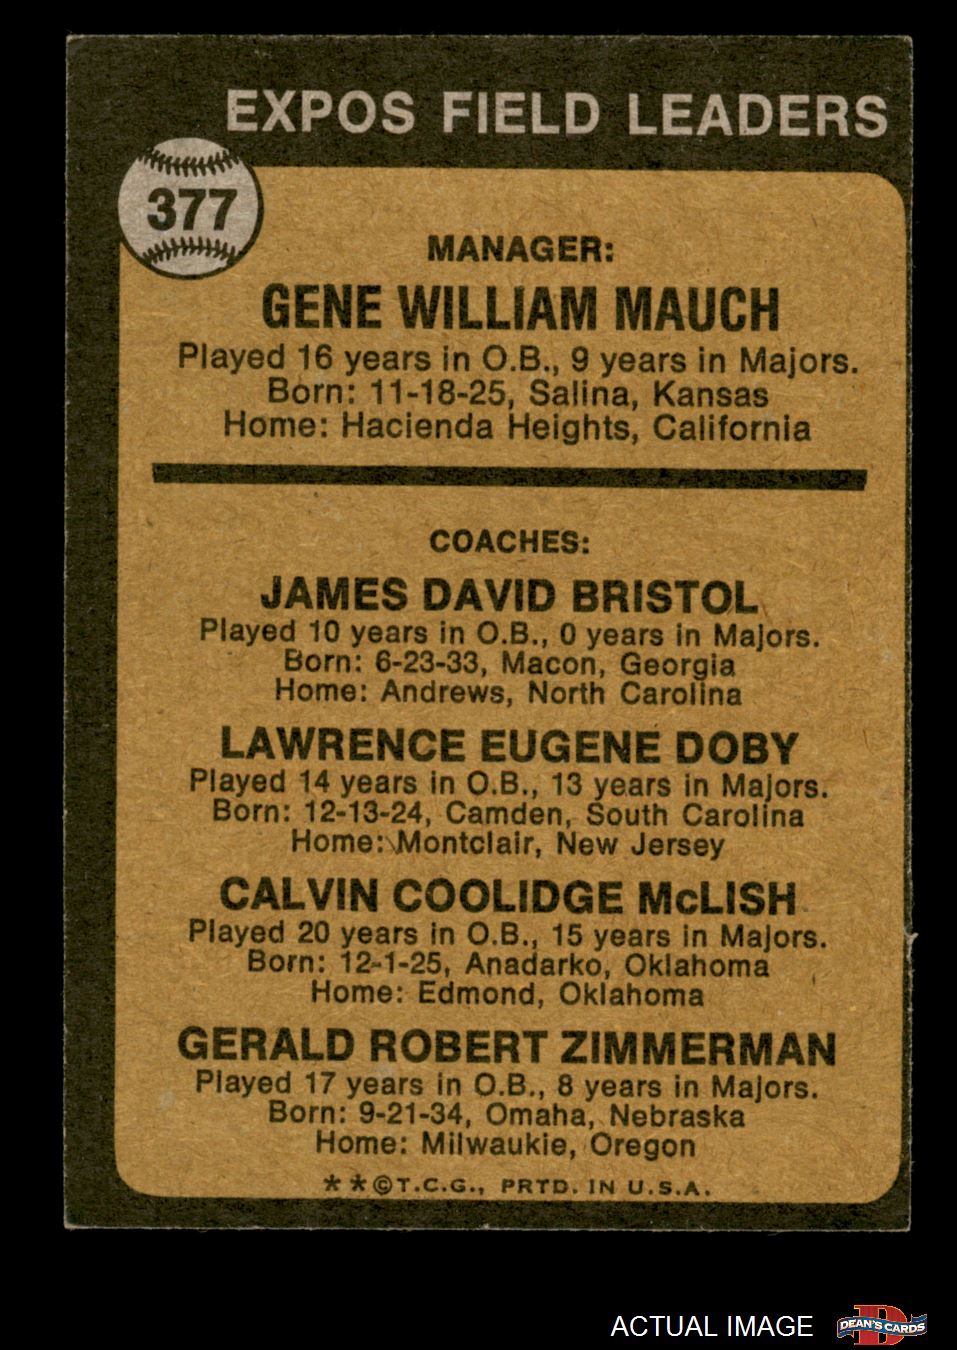 EXPOS FIELD LEADERS
377
MANAGER:
GENE WILLIAM MAUCH
Played 16 years in O.B., 9 years in Majors.
Born: 11-18-25, Salina, Kansas
Home: Hacienda Heights, California
COACHES:
JAMES DAVID BRISTOL
Played 10 years in O.B., 0 years in Majors.
Born: 6-23-33, Macon, Georgia
Home: Andrews, North Carolina
LAWRENCE EUGENE DOBY
Played 14 years in O.B., 13 years in Majors.
Born: 12-13-24, Camden, South Carolina
Home: Montclair, New Jersey
CALVIN COOLIDGE McLISH
Played 20 years in O.B., 15 years in Majors.
Born: 12-1-25, Anadarko, Oklahoma
Home: Edmond, Oklahoma
GERALD ROBERT ZIMMERMAN
Played 17 years in O.B., 8 years in Majors.
Born: 9-21-34, Omaha, Nebraska
Home: Milwaukie, Oregon
**©T.C.G., PRTD. IN U.S.A.
ACTUAL IMAGE
D
DEAN'S CARDS